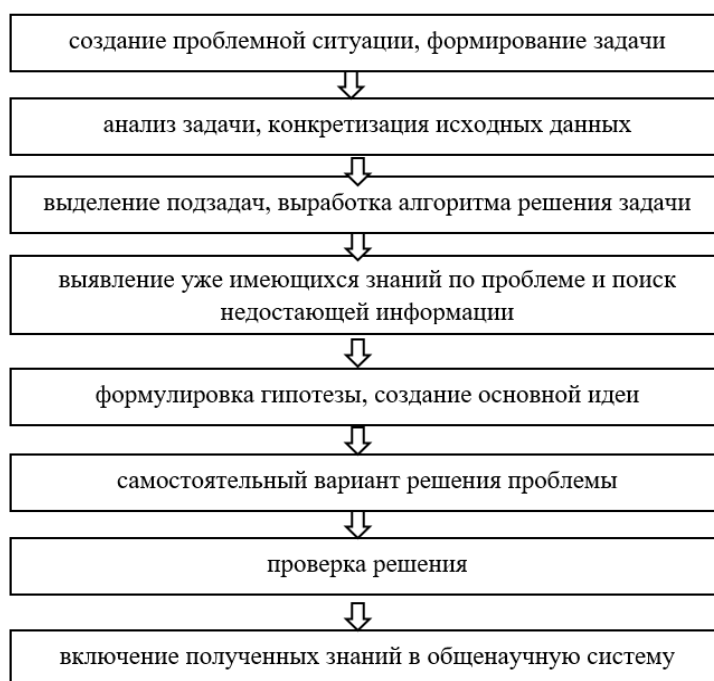 создание проблемной ситуации, формирование задачи
анализ задачи, конкретизация исходных данных
выделение подзадач, выработка алгоритма решения задачи
выявление уже имеющихся знаний по проблеме и поиск
недостающей информации
формулировка гипотезы, создание основной идеи
самостоятельный вариант решения проблемы
проверка решения
включение полученных знаний в общенаучную систему